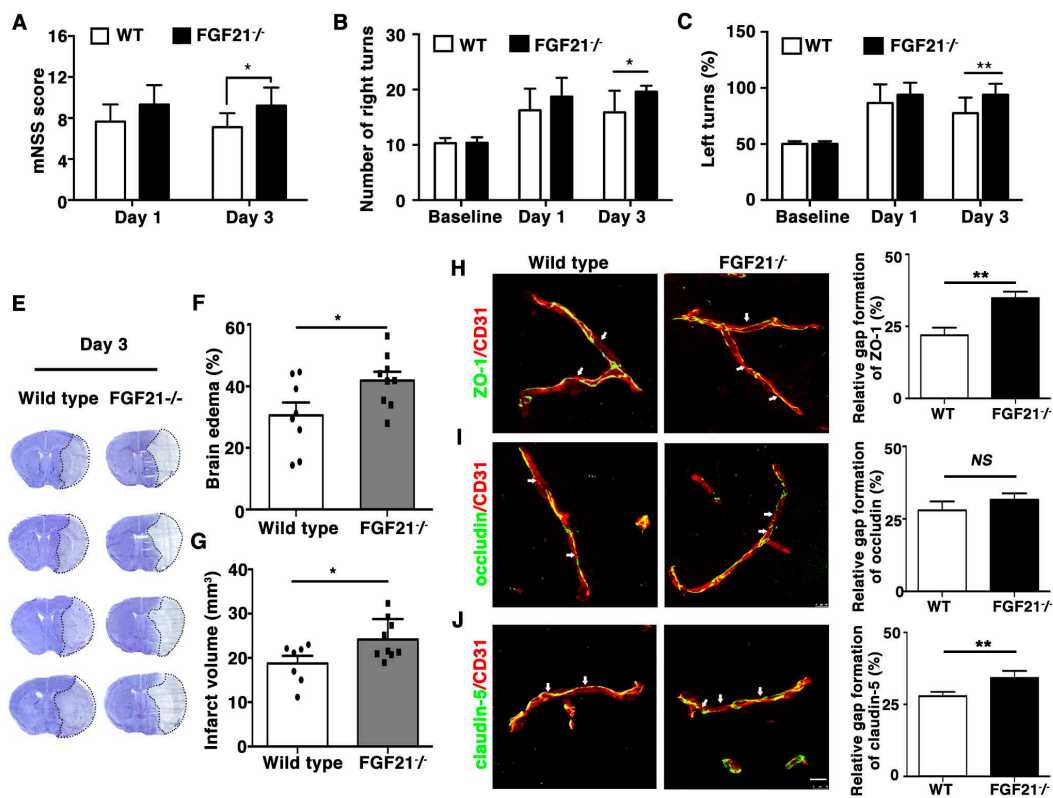 A
WT FGF21-/-
mNSS score
12
8
4
0
*
Day 1 Day 3
B
WT FGF21-/-
Number of right turns
30
20
10
0
*
Baseline Day 1 Day 3
C
WT FGF21-/-
Left turns (%)
150
100
50
0
**
Baseline Day 1 Day 3
E
Day 3
Wild type FGF21-/-
F
Brain edema (%)
60
40
20
0
*
Wild type FGF21-/-
G
Infarct volume (mm³)
40
30
20
10
0
*
Wild type FGF21-/-
H
Wild type FGF21-/-
ZO-1/CD31
Relative gap formation
of ZO-1 (%)
50
25
0
**
WT FGF21-/-
I
occludin/CD31
Relative gap formation
of occludin (%)
50
25
0
NS
WT FGF21-/-
J
claudin-5/CD31
Relative gap formation
of claudin-5 (%)
50
25
0
**
WT FGF21-/-